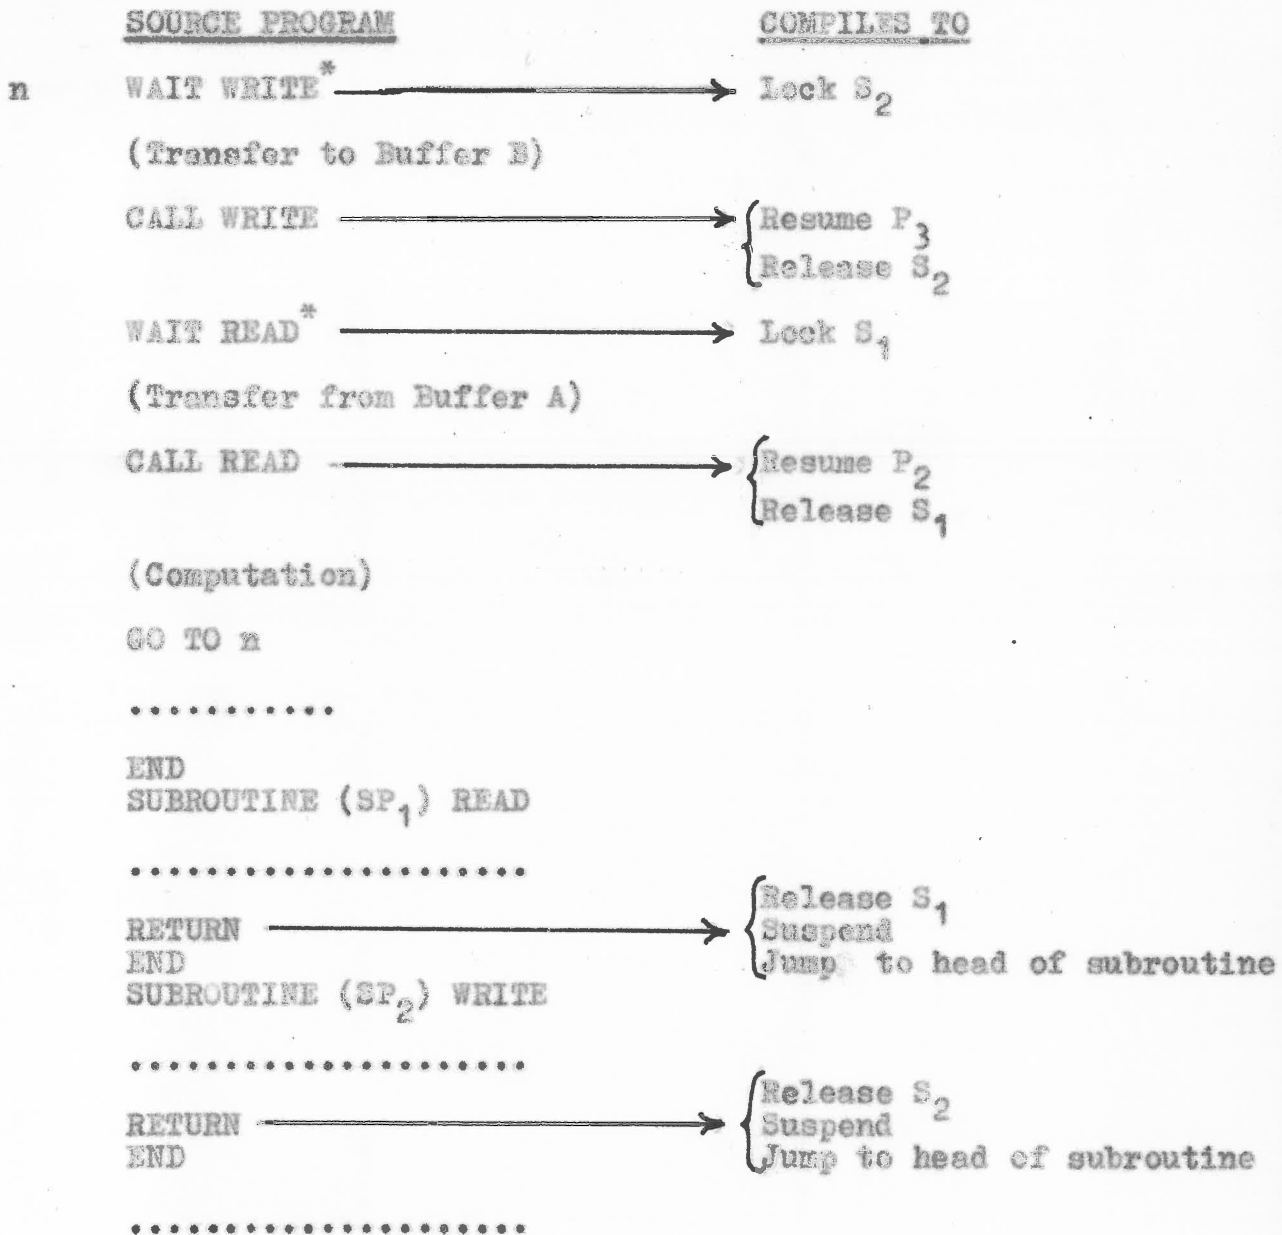 SOURCE PROGRAM COMPILES TO
n WAIT WRITE* Lock S2
(Transfer to Buffer B)
CALL WRITE Resume P3
Release S2
WAIT READ* Lock S1
(Transfer from Buffer A)
CALL READ Resume P2
Release S1
(Computation)
GO TO n
...........
END
SUBROUTINE (SP1) READ
.....................
Release S1
RETURN Suspend
END Jump to head of subroutine
SUBROUTINE (SP2) WRITE
.....................
Release S2
RETURN Suspend
END Jump to head of subroutine
.....................